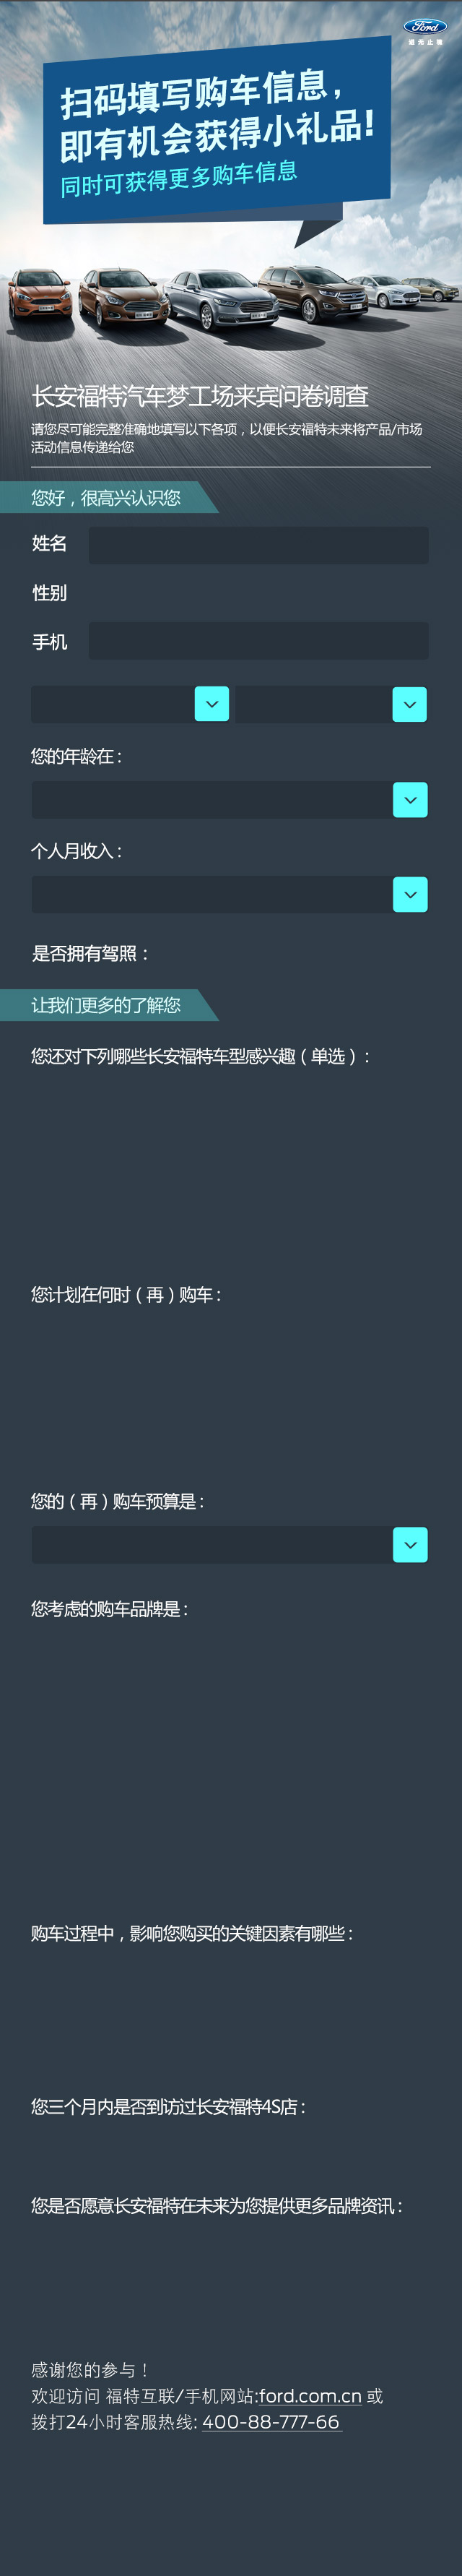 Ford
进无止境
扫码填写购车信息，
即有机会获得小礼品!
同时可获得更多购车信息
长安福特汽车梦工场来宾问卷调查
请您尽可能完整准确地填写以下各项，以便长安福特未来将产品/市场
活动信息传递给您
您好，很高兴认识您
姓名
性别
手机
您的年龄在：
个人月收入：
是否拥有驾照：
让我们更多的了解您
您还对下列哪些长安福特车型感兴趣（单选）：
您计划在何时（再）购车：
您的（再）购车预算是：
您考虑的购车品牌是：
购车过程中，影响您购买的关键因素有哪些：
您三个月内是否到访过长安福特4S店：
您是否愿意长安福特在未来为您提供更多品牌资讯：
感谢您的参与！
欢迎访问 福特互联/手机网站:ford.com.cn 或
拨打24小时客服热线: 400-88-777-66